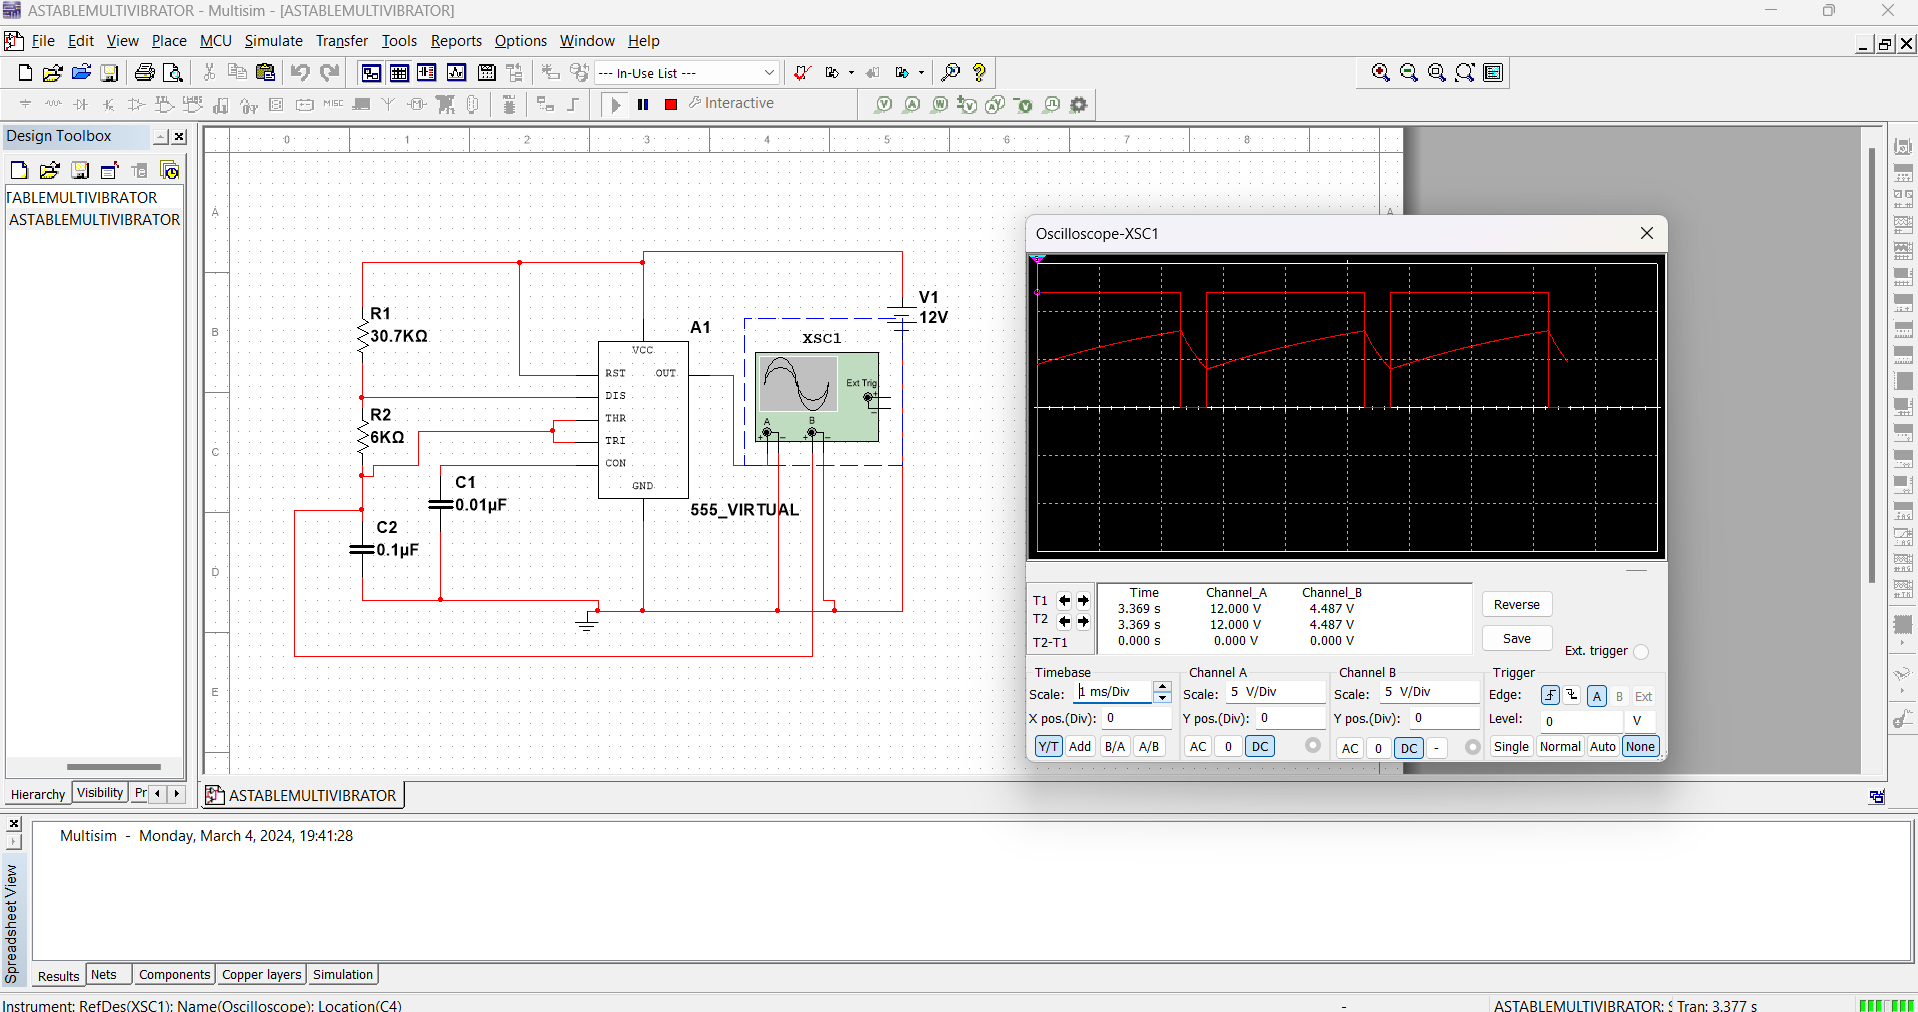 ASTABLEMULTIVIBRATOR - Multisim - [ASTABLEMULTIVIBRATOR]
File Edit View Place MCU Simulate Transfer Tools Reports Options Window Help
--- In-Use List ---
MISC
Interactive
V A W V A V
Design Toolbox
TABLEMULTIVIBRATOR
ASTABLEMULTIVIBRATOR
Hierarchy Visibility Pr
0 1 2 3 4 5 6 7 8
A
B
C
D
E
A
R1
30.7KΩ
R2
6KΩ
C1
0.01µF
C2
0.1µF
A1
VCC
RST OUT
DIS
THR
TRI
CON
GND
555_VIRTUAL
XSC1
Ext Trig
A B
V1
12V
Oscilloscope-XSC1
Time Channel_A Channel_B
T1 3.369 s 12.000 V 4.487 V
T2 3.369 s 12.000 V 4.487 V
T2-T1 0.000 s 0.000 V 0.000 V
Reverse
Save
Ext. trigger
Timebase
Scale: 1 ms/Div
X pos.(Div): 0
Y/T Add B/A A/B
Channel A
Scale: 5 V/Div
Y pos.(Div): 0
AC 0 DC
Channel B
Scale: 5 V/Div
Y pos.(Div): 0
AC 0 DC -
Trigger
Edge: A B Ext
Level: 0 V
Single Normal Auto None
ASTABLEMULTIVIBRATOR
Multisim - Monday, March 4, 2024, 19:41:28
Spreadsheet View
Results Nets Components Copper layers Simulation
Instrument: RefDes(XSC1); Name(Oscilloscope); Location(C4)
-
ASTABLEMULTIVIBRATOR: S Tran: 3.377 s